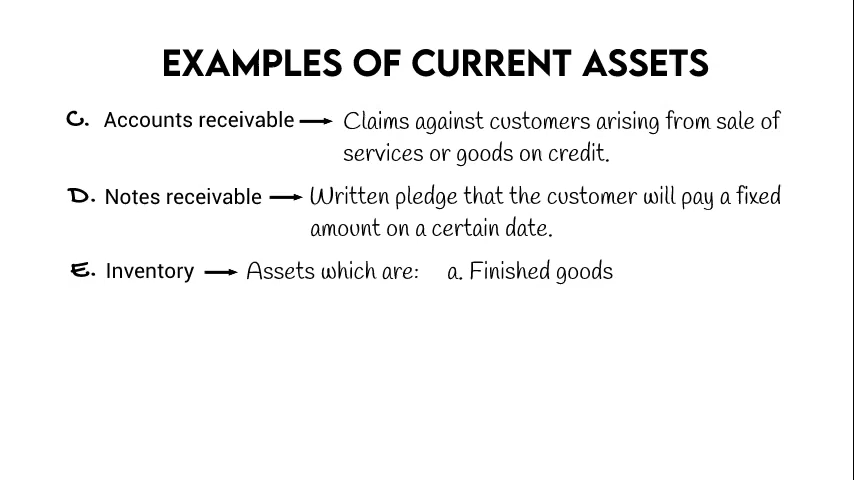 EXAMPLES OF CURRENT ASSETS
C. Accounts receivable → Claims against customers arising from sale of
services or goods on credit.
D. Notes receivable → Written pledge that the customer will pay a fixed
amount on a certain date.
E. Inventory → Assets which are: a. Finished goods